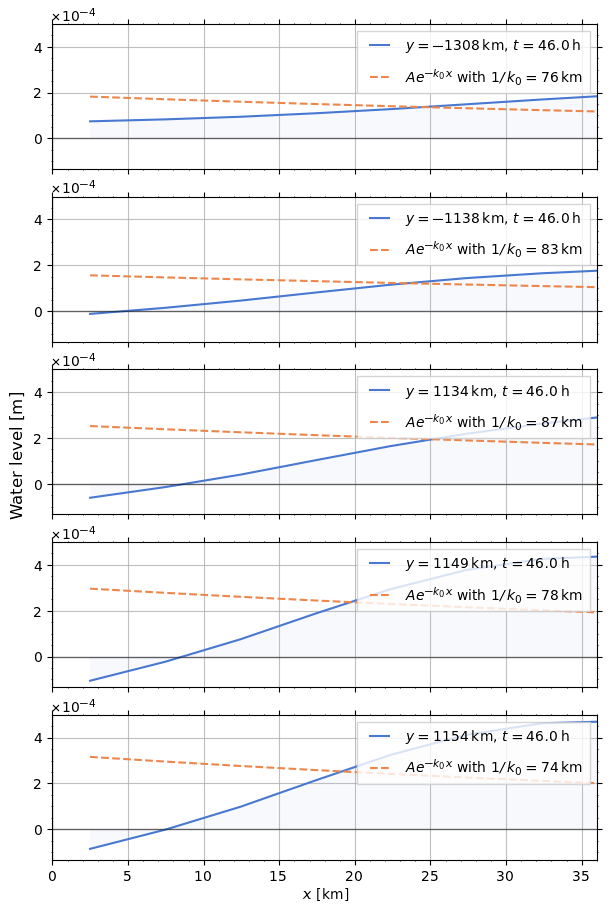 ×10⁻⁴
4
2
0
y = −1308 km, t = 46.0 h
Ae^{−k₀x} with 1/k₀ = 76 km
×10⁻⁴
4
2
0
y = −1138 km, t = 46.0 h
Ae^{−k₀x} with 1/k₀ = 83 km
×10⁻⁴
4
2
0
y = 1134 km, t = 46.0 h
Ae^{−k₀x} with 1/k₀ = 87 km
Water level [m]
×10⁻⁴
4
2
0
y = 1149 km, t = 46.0 h
Ae^{−k₀x} with 1/k₀ = 78 km
×10⁻⁴
4
2
0
y = 1154 km, t = 46.0 h
Ae^{−k₀x} with 1/k₀ = 74 km
0 5 10 15 20 25 30 35
x [km]